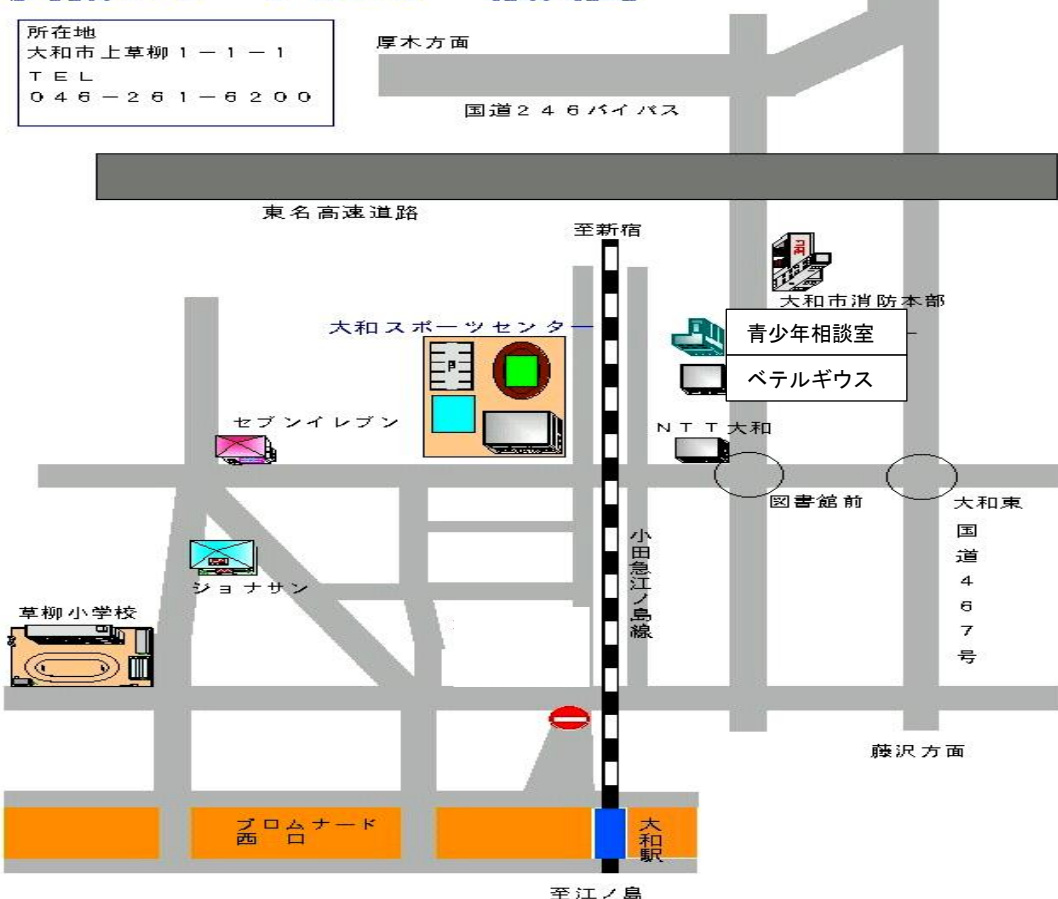 所在地
大和市上草柳１－１－１
ＴＥＬ
０４６－２６１－６２００
厚木方面
国道２４６バイパス
東名高速道路
至新宿
大和市消防本部
大和スポーツセンター
青少年相談室
ベテルギウス
P
セブンイレブン
ＮＴＴ大和
図書館前
大和東
国道４６７号
小田急江ノ島線
ジョナサン
草柳小学校
藤沢方面
プロムナード
西口
大和駅
至江ノ島